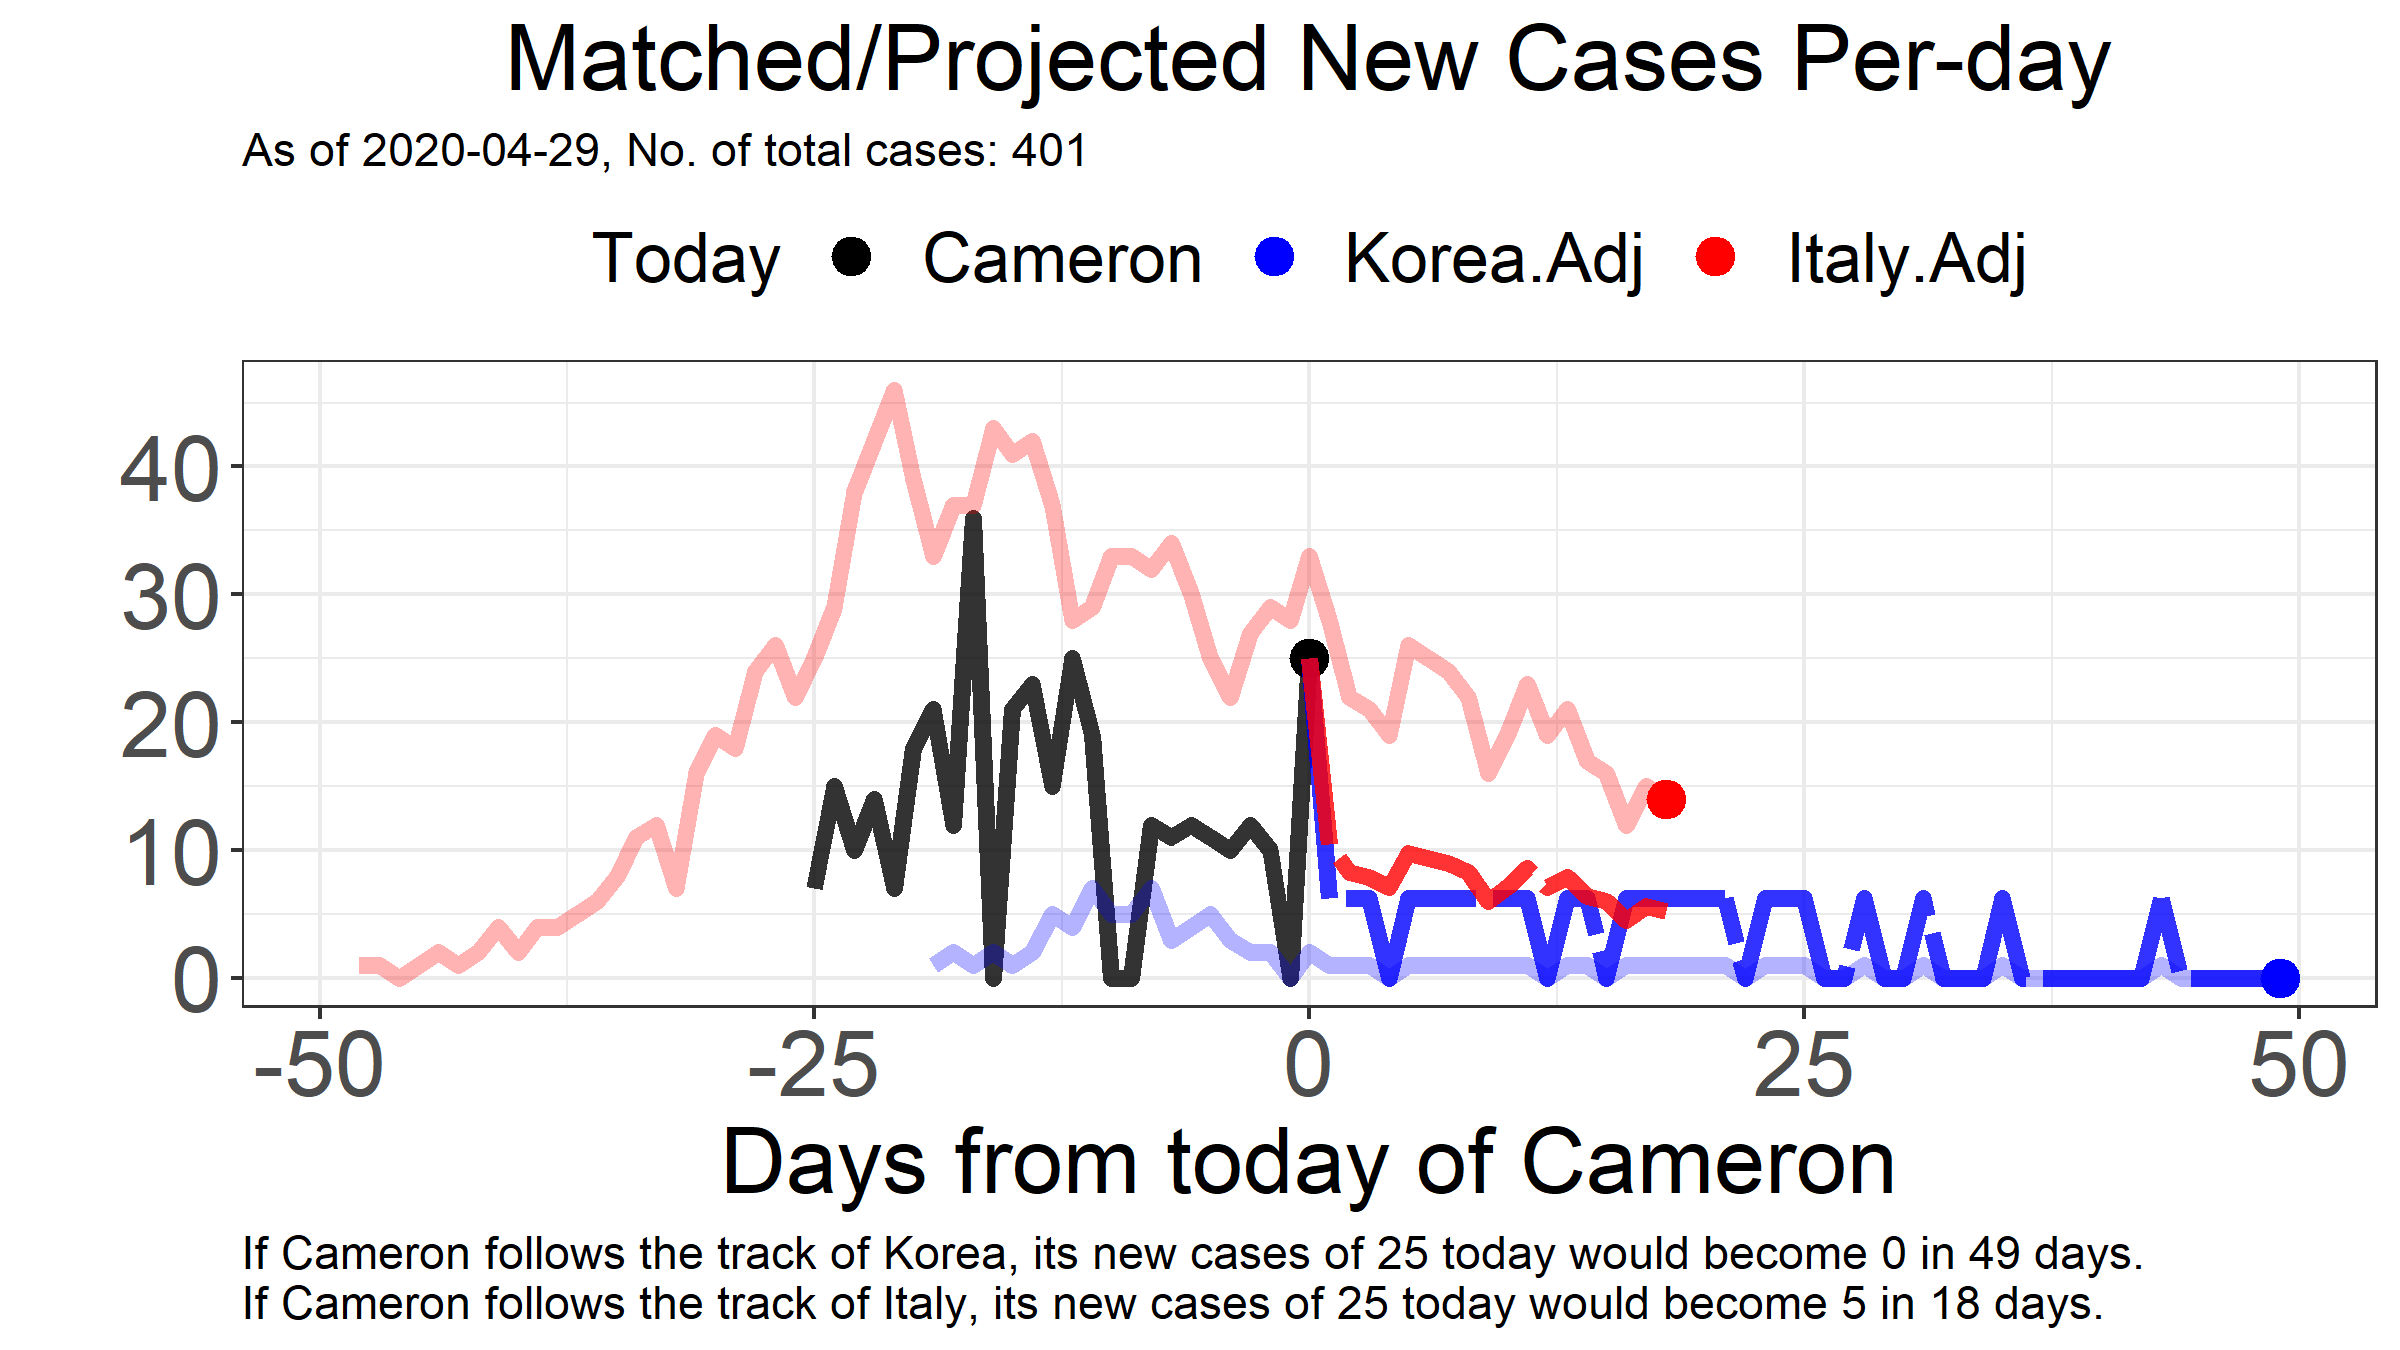 Matched/Projected New Cases Per-day
As of 2020-04-29, No. of total cases: 401
Today Cameron Korea.Adj Italy.Adj
40
30
20
10
0
-50 -25 0 25 50
Days from today of Cameron
If Cameron follows the track of Korea, its new cases of 25 today would become 0 in 49 days.
If Cameron follows the track of Italy, its new cases of 25 today would become 5 in 18 days.